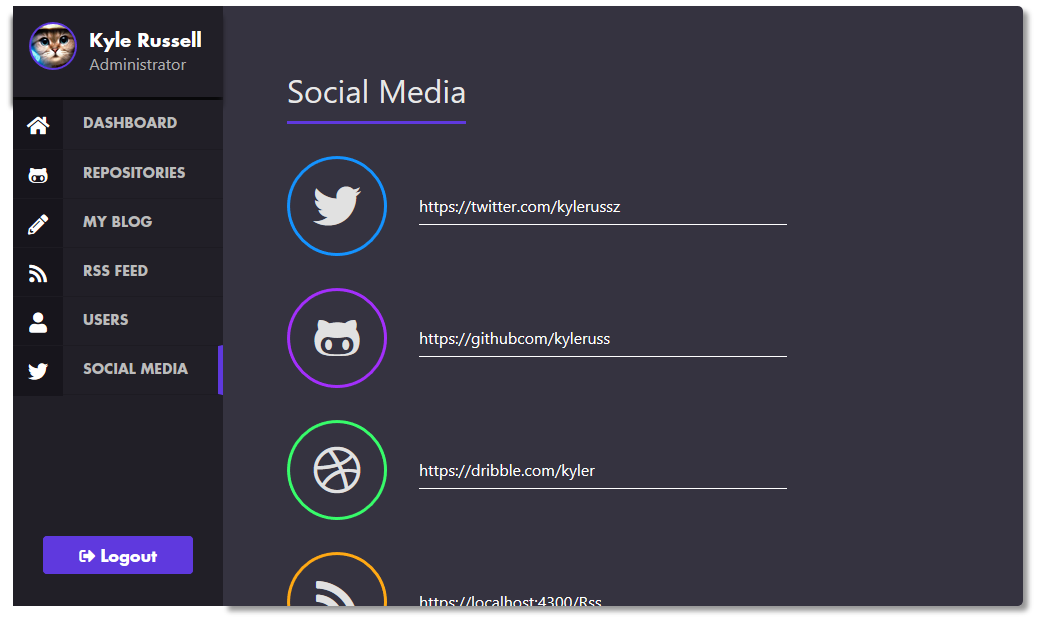 Kyle Russell
Administrator
DASHBOARD
REPOSITORIES
MY BLOG
RSS FEED
USERS
SOCIAL MEDIA
Logout
Social Media
https://twitter.com/kylerussz
https://githubcom/kyleruss
https://dribble.com/kyler
https://localhost:4300/Rss